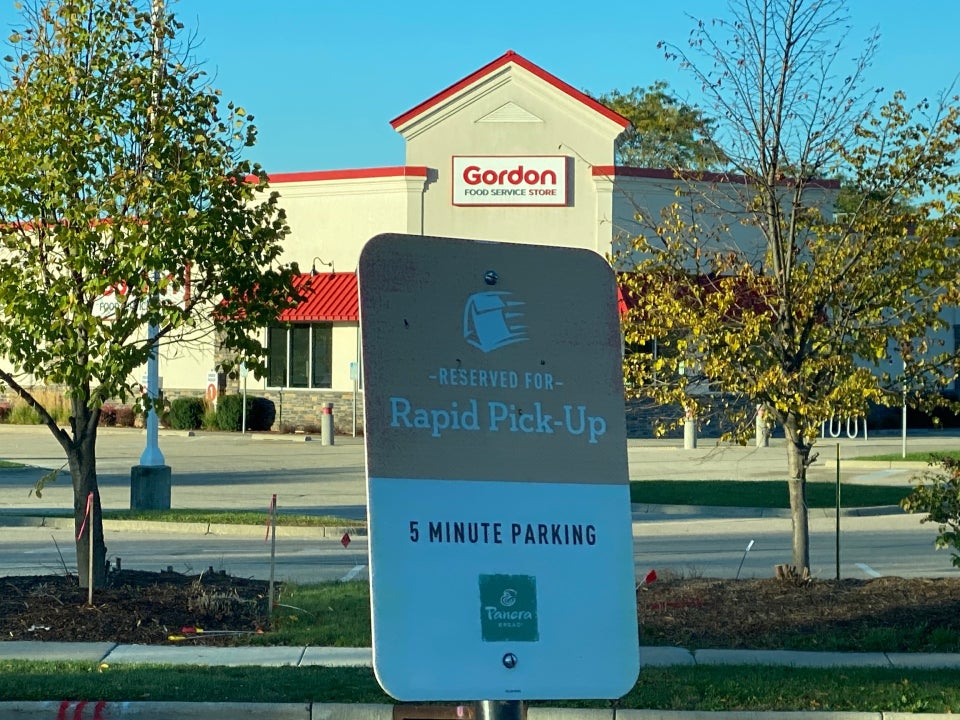 Gordon
FOOD SERVICE STORE
-RESERVED FOR-
Rapid Pick-Up
5 MINUTE PARKING
Panera
BREAD